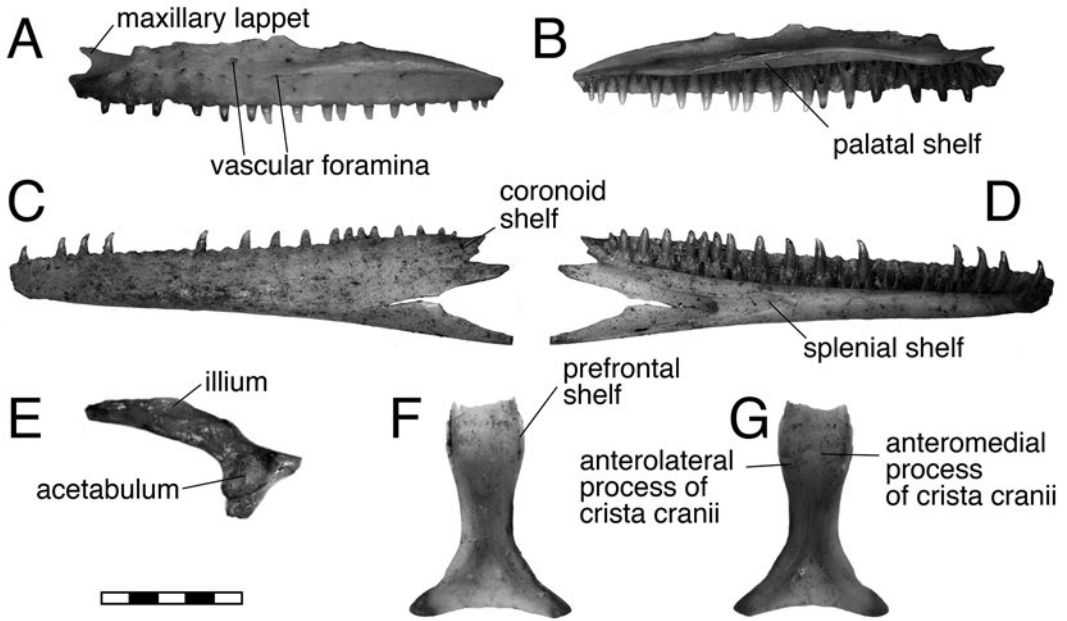 A
maxillary lappet
vascular foramina
B
palatal shelf
C
coronoid
shelf
D
splenial shelf
E
illium
acetabulum
F
prefrontal
shelf
G
anterolateral
process of
crista cranii
anteromedial
process
of crista cranii